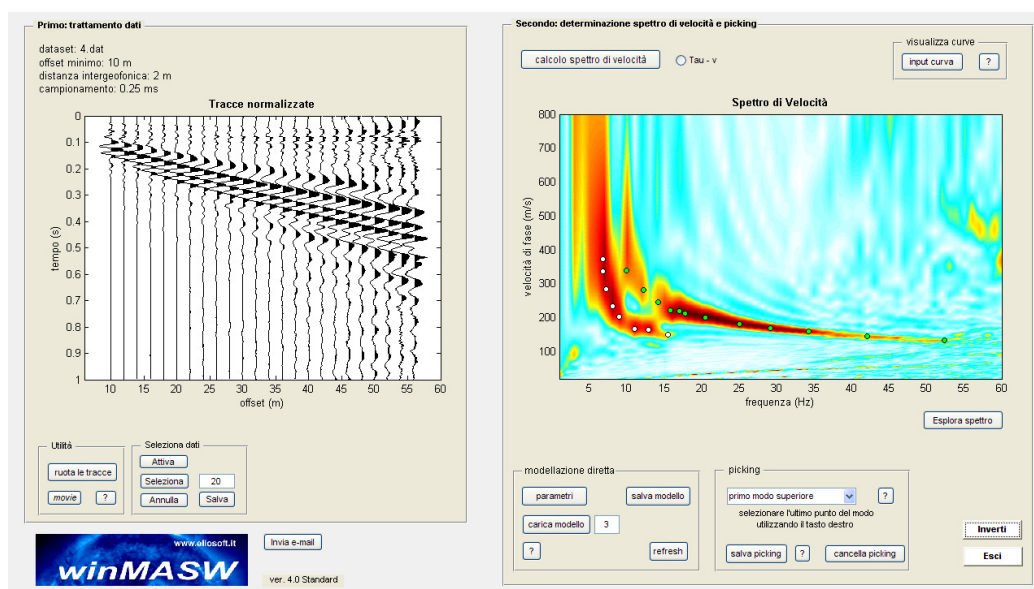 Primo: trattamento dati
dataset: 4.dat
offset minimo: 10 m
distanza intergeofonica: 2 m
campionamento: 0.25 ms
Tracce normalizzate
0
0.1
0.2
0.3
0.4
0.5
0.6
0.7
0.8
0.9
1
tempo (s)
10 15 20 25 30 35 40 45 50 55 60
offset (m)
Utilità
ruota le tracce
movie ?
Seleziona dati
Attiva
Seleziona 20
Annulla Salva
www.eliosoft.it
winMASW
Invia e-mail
ver. 4.0 Standard
Secondo: determinazione spettro di velocità e picking
calcolo spettro di velocità Tau - v
visualizza curve
input curva ?
Spettro di Velocità
800
700
600
500
400
300
200
100
velocità di fase (m/s)
5 10 15 20 25 30 35 40 45 50 55 60
frequenza (Hz)
Esplora spettro
modellazione diretta
parametri salva modello
carica modello 3
? refresh
picking
primo modo superiore ?
selezionare l'ultimo punto del modo
utilizzando il tasto destro
salva picking ? cancella picking
Inverti
Esci